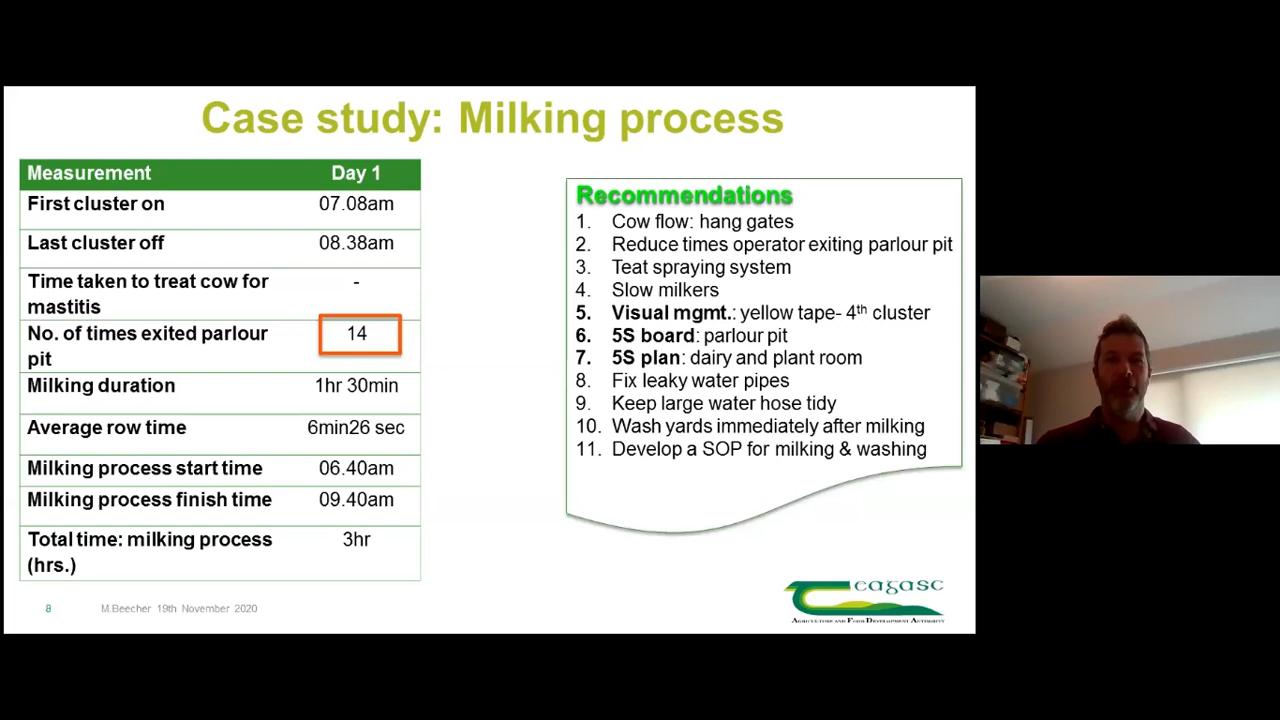 Case study: Milking process
Measurement Day 1
First cluster on 07.08am
Last cluster off 08.38am
Time taken to treat cow for
mastitis
-
No. of times exited parlour
pit
14
Milking duration 1hr 30min
Average row time 6min26 sec
Milking process start time 06.40am
Milking process finish time 09.40am
Total time: milking process
(hrs.)
3hr
Recommendations
1. Cow flow: hang gates
2. Reduce times operator exiting parlour pit
3. Teat spraying system
4. Slow milkers
5. Visual mgmt.: yellow tape- 4th cluster
6. 5S board: parlour pit
7. 5S plan: dairy and plant room
8. Fix leaky water pipes
9. Keep large water hose tidy
10. Wash yards immediately after milking
11. Develop a SOP for milking & washing
8 M.Beecher 19th November 2020
Teagasc
AGRICULTURE AND FOOD DEVELOPMENT AUTHORITY